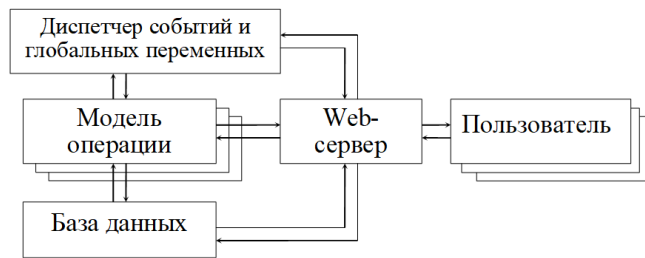 Диспетчер событий и
глобальных переменных
Модель
операции
Web-
сервер
Пользователь
База данных